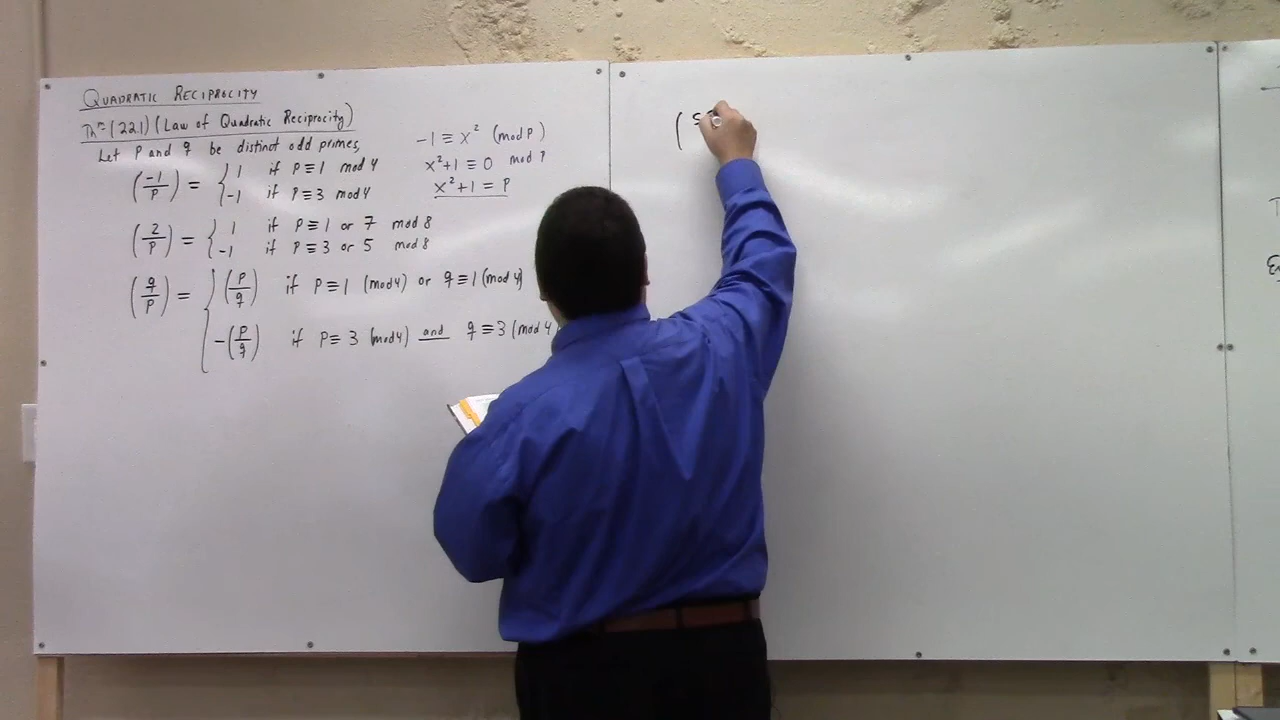 QUADRATIC RECIPROCITY
Thm (22.1) (Law of Quadratic Reciprocity)
Let P and q be distinct odd primes,
(-1/P) = { 1 if P ≡ 1 mod 4
-1 if P ≡ 3 mod 4
(2/P) = { 1 if P ≡ 1 or 7 mod 8
-1 if P ≡ 3 or 5 mod 8
(q/P) = { (P/q) if P ≡ 1 (mod 4) or q ≡ 1 (mod 4)
-(P/q) if P ≡ 3 (mod 4) and q ≡ 3 (mod 4
-1 ≡ x² (mod P)
x²+1 ≡ 0 mod P
x²+1 = P
(5